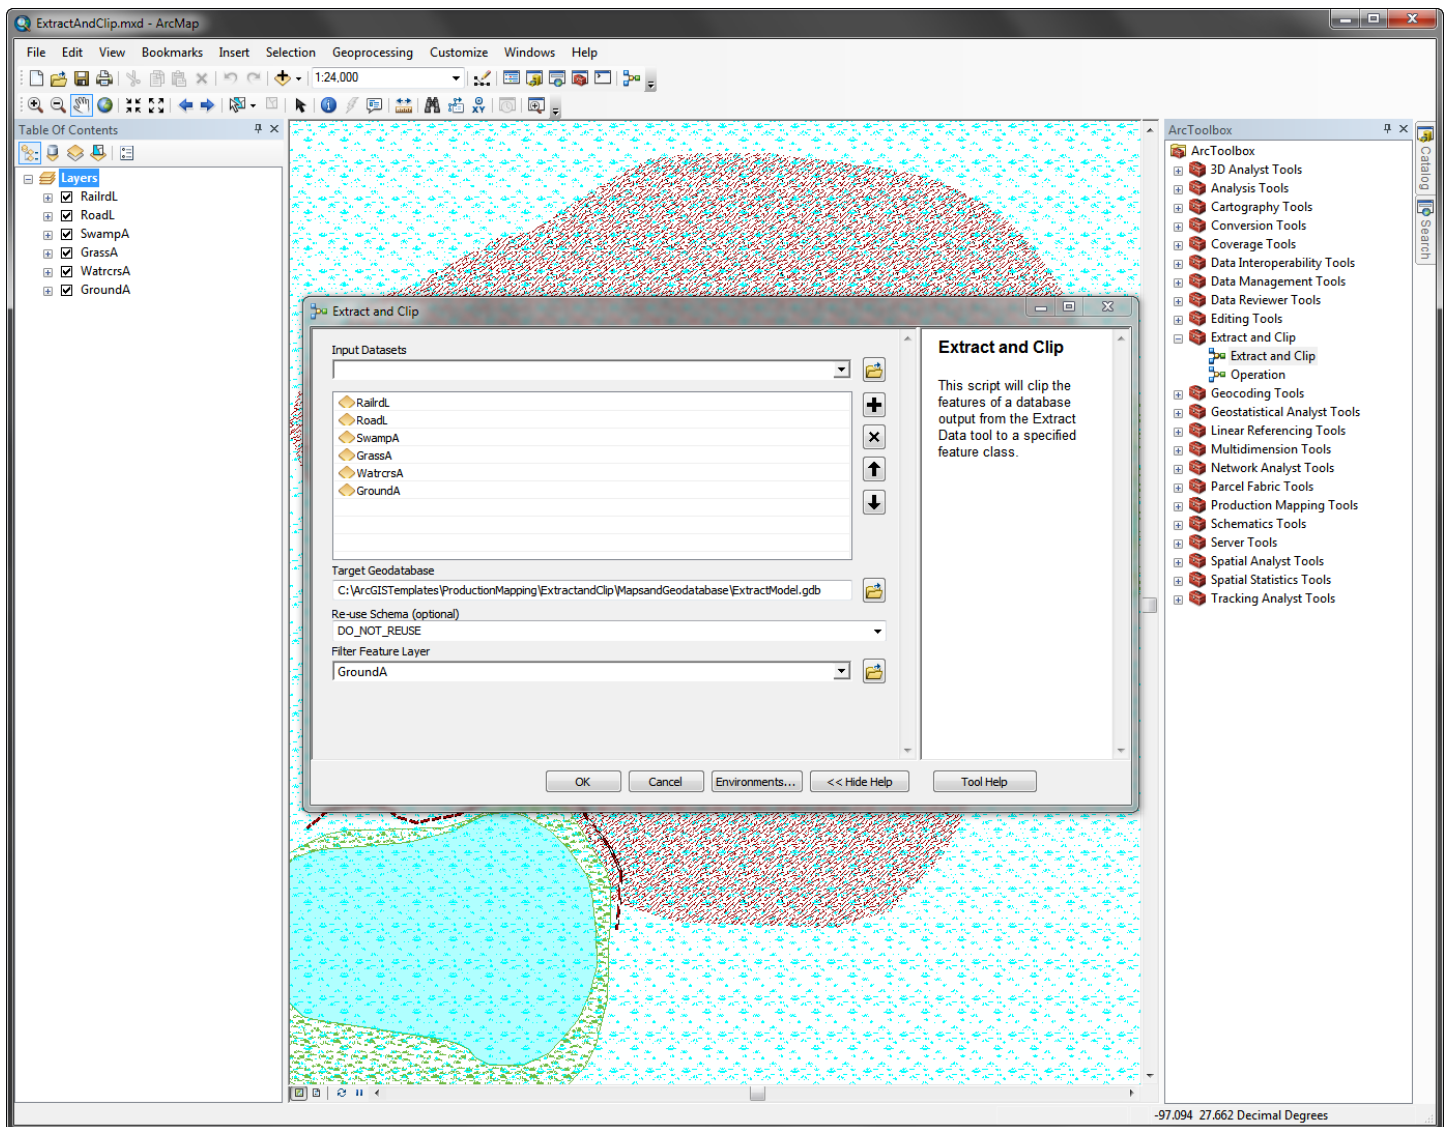 ExtractAndClip.mxd - ArcMap
File Edit View Bookmarks Insert Selection Geoprocessing Customize Windows Help
1:24,000
Table Of Contents
Layers
RailrdL
RoadL
SwampA
GrassA
WatrcrsA
GroundA
Extract and Clip
Input Datasets
RailrdL
RoadL
SwampA
GrassA
WatrcrsA
GroundA
Target Geodatabase
C:\ArcGISTemplates\ProductionMapping\ExtractandClip\MapsandGeodatabase\ExtractModel.gdb
Re-use Schema (optional)
DO_NOT_REUSE
Filter Feature Layer
GroundA
Extract and Clip
This script will clip the
features of a database
output from the Extract
Data tool to a specified
feature class.
OK Cancel Environments... << Hide Help Tool Help
ArcToolbox
ArcToolbox
3D Analyst Tools
Analysis Tools
Cartography Tools
Conversion Tools
Coverage Tools
Data Interoperability Tools
Data Management Tools
Data Reviewer Tools
Editing Tools
Extract and Clip
Extract and Clip
Operation
Geocoding Tools
Geostatistical Analyst Tools
Linear Referencing Tools
Multidimension Tools
Network Analyst Tools
Parcel Fabric Tools
Production Mapping Tools
Schematics Tools
Server Tools
Spatial Analyst Tools
Spatial Statistics Tools
Tracking Analyst Tools
Catalog
Search
-97.094 27.662 Decimal Degrees